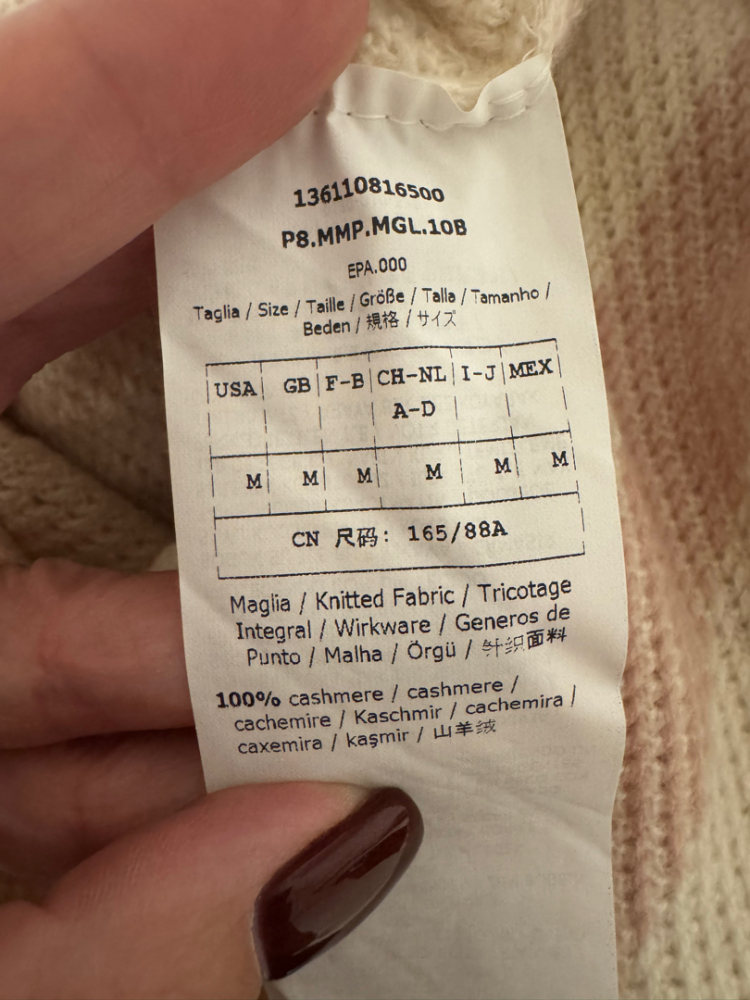 136110816500
P8.MMP.MGL.10B
EPA.000
Taglia / Size / Taille / Größe / Talla / Tamanho /
Beden / 規格 / サイズ
USA GB F-B CH-NL I-J MEX
A-D
M M M M M M
CN 尺码: 165/88A
Maglia / Knitted Fabric / Tricotage
Integral / Wirkware / Generos de
Punto / Malha / Örgü / 针织面料
100% cashmere / cashmere /
cachemire / Kaschmir / cachemira /
caxemira / kaşmir / 山羊绒